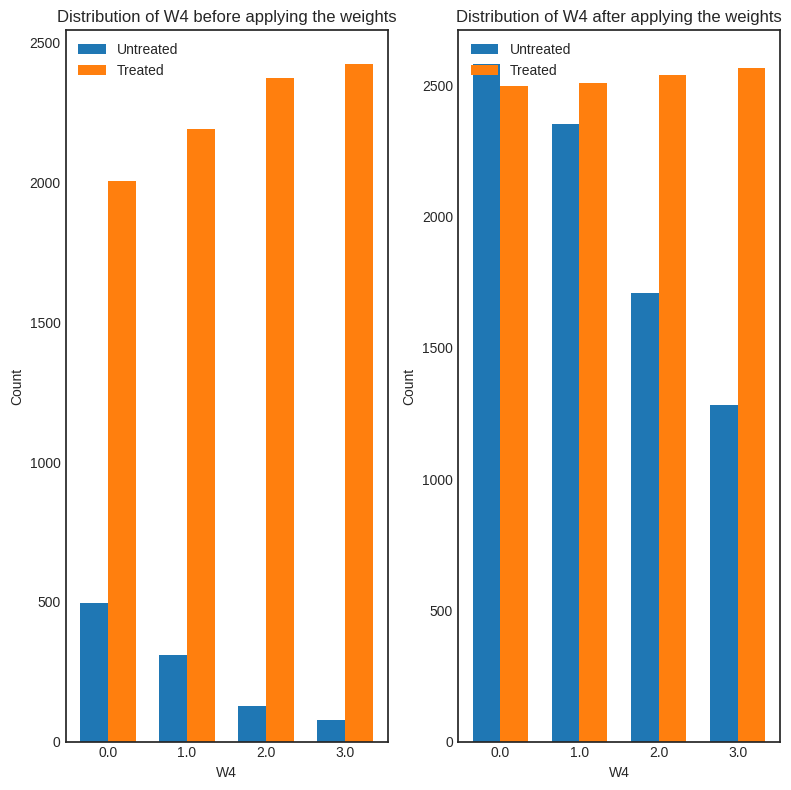 Distribution of W4 before applying the weights
Untreated
Treated
2500
2000
1500
1000
500
0
Count
0.0 1.0 2.0 3.0
W4
Distribution of W4 after applying the weights
Untreated
Treated
2500
2000
1500
1000
500
0
Count
0.0 1.0 2.0 3.0
W4